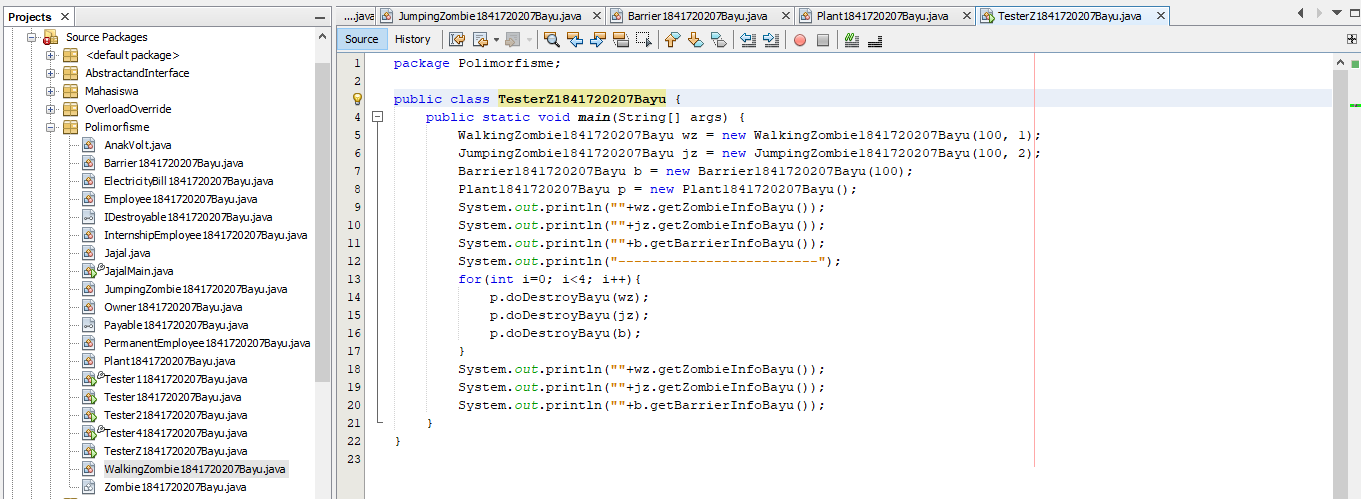 Projects
Source Packages
<default package>
AbstractandInterface
Mahasiswa
OverloadOverride
Polimorfisme
AnakVolt.java
Barrier1841720207Bayu.java
ElectricityBill1841720207Bayu.java
Employee1841720207Bayu.java
IDestroyable1841720207Bayu.java
InternshipEmployee1841720207Bayu.java
Jajal.java
JajalMain.java
JumpingZombie1841720207Bayu.java
Owner1841720207Bayu.java
Payable1841720207Bayu.java
PermanentEmployee1841720207Bayu.java
Plant1841720207Bayu.java
Tester11841720207Bayu.java
Tester1841720207Bayu.java
Tester21841720207Bayu.java
Tester41841720207Bayu.java
TesterZ1841720207Bayu.java
WalkingZombie1841720207Bayu.java
Zombie1841720207Bayu.java
....java JumpingZombie1841720207Bayu.java Barrier1841720207Bayu.java Plant1841720207Bayu.java TesterZ1841720207Bayu.java
Source History
1 package Polimorfisme;
2
public class TesterZ1841720207Bayu {
4 public static void main(String[] args) {
5 WalkingZombie1841720207Bayu wz = new WalkingZombie1841720207Bayu(100, 1);
6 JumpingZombie1841720207Bayu jz = new JumpingZombie1841720207Bayu(100, 2);
7 Barrier1841720207Bayu b = new Barrier1841720207Bayu(100);
8 Plant1841720207Bayu p = new Plant1841720207Bayu();
9 System.out.println(""+wz.getZombieInfoBayu());
10 System.out.println(""+jz.getZombieInfoBayu());
11 System.out.println(""+b.getBarrierInfoBayu());
12 System.out.println("-------------------------");
13 for(int i=0; i<4; i++){
14 p.doDestroyBayu(wz);
15 p.doDestroyBayu(jz);
16 p.doDestroyBayu(b);
17 }
18 System.out.println(""+wz.getZombieInfoBayu());
19 System.out.println(""+jz.getZombieInfoBayu());
20 System.out.println(""+b.getBarrierInfoBayu());
21 }
22 }
23